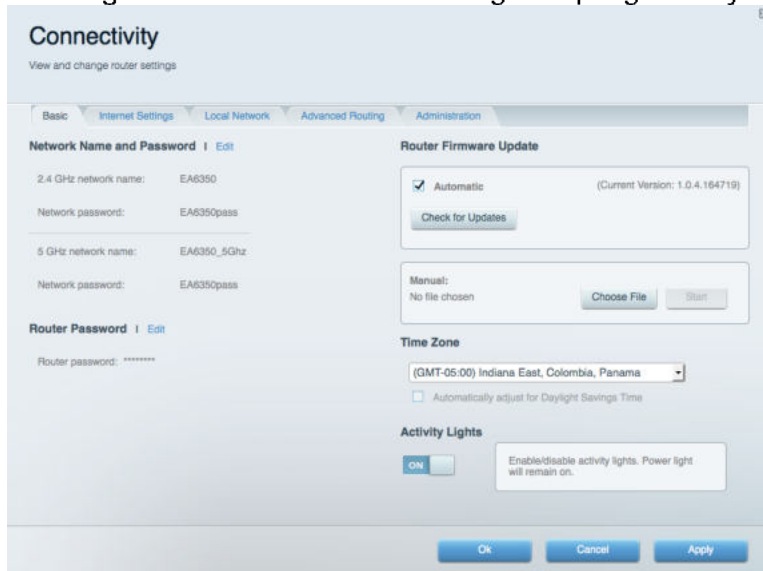 Connectivity
View and change router settings
Basic
Internet Settings
Local Network
Advanced Routing
Administration
Network Name and Password | Edit
2.4 GHz network name: EA6350
Network password: EA6350pass
5 GHz network name: EA6350_5Ghz
Network password: EA6350pass
Router Password | Edit
Router password: ********
Router Firmware Update
Automatic (Current Version: 1.0.4.164719)
Check for Updates
Manual:
No file chosen
Choose File
Start
Time Zone
(GMT-05:00) Indiana East, Colombia, Panama
Automatically adjust for Daylight Savings Time
Activity Lights
ON
Enable/disable activity lights. Power light
will remain on.
Ok
Cancel
Apply